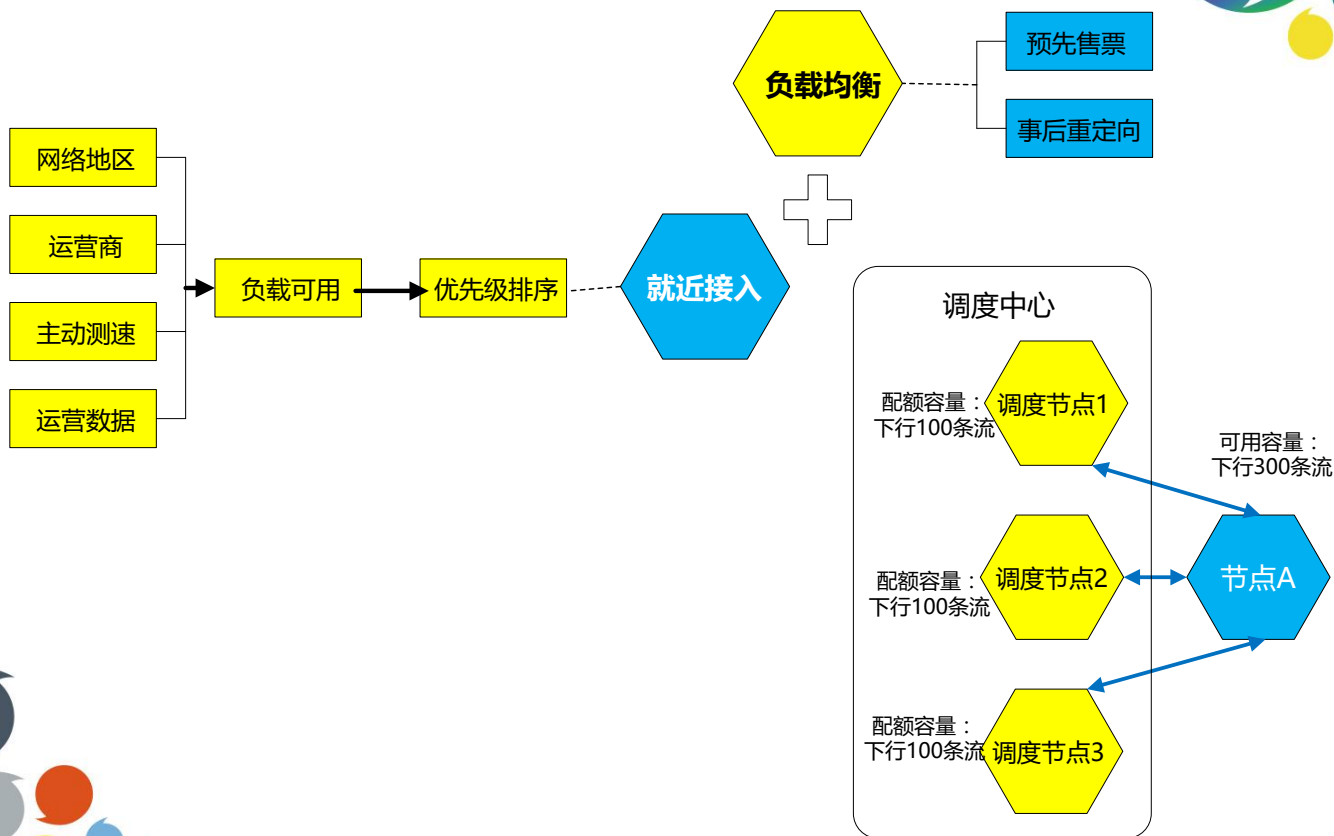 负载均衡
预先售票
事后重定向
网络地区
运营商
主动测速
运营数据
负载可用
优先级排序
就近接入
调度中心
配额容量：
下行100条流
调度节点1
可用容量：
下行300条流
配额容量：
下行100条流
调度节点2
节点A
配额容量：
下行100条流
调度节点3